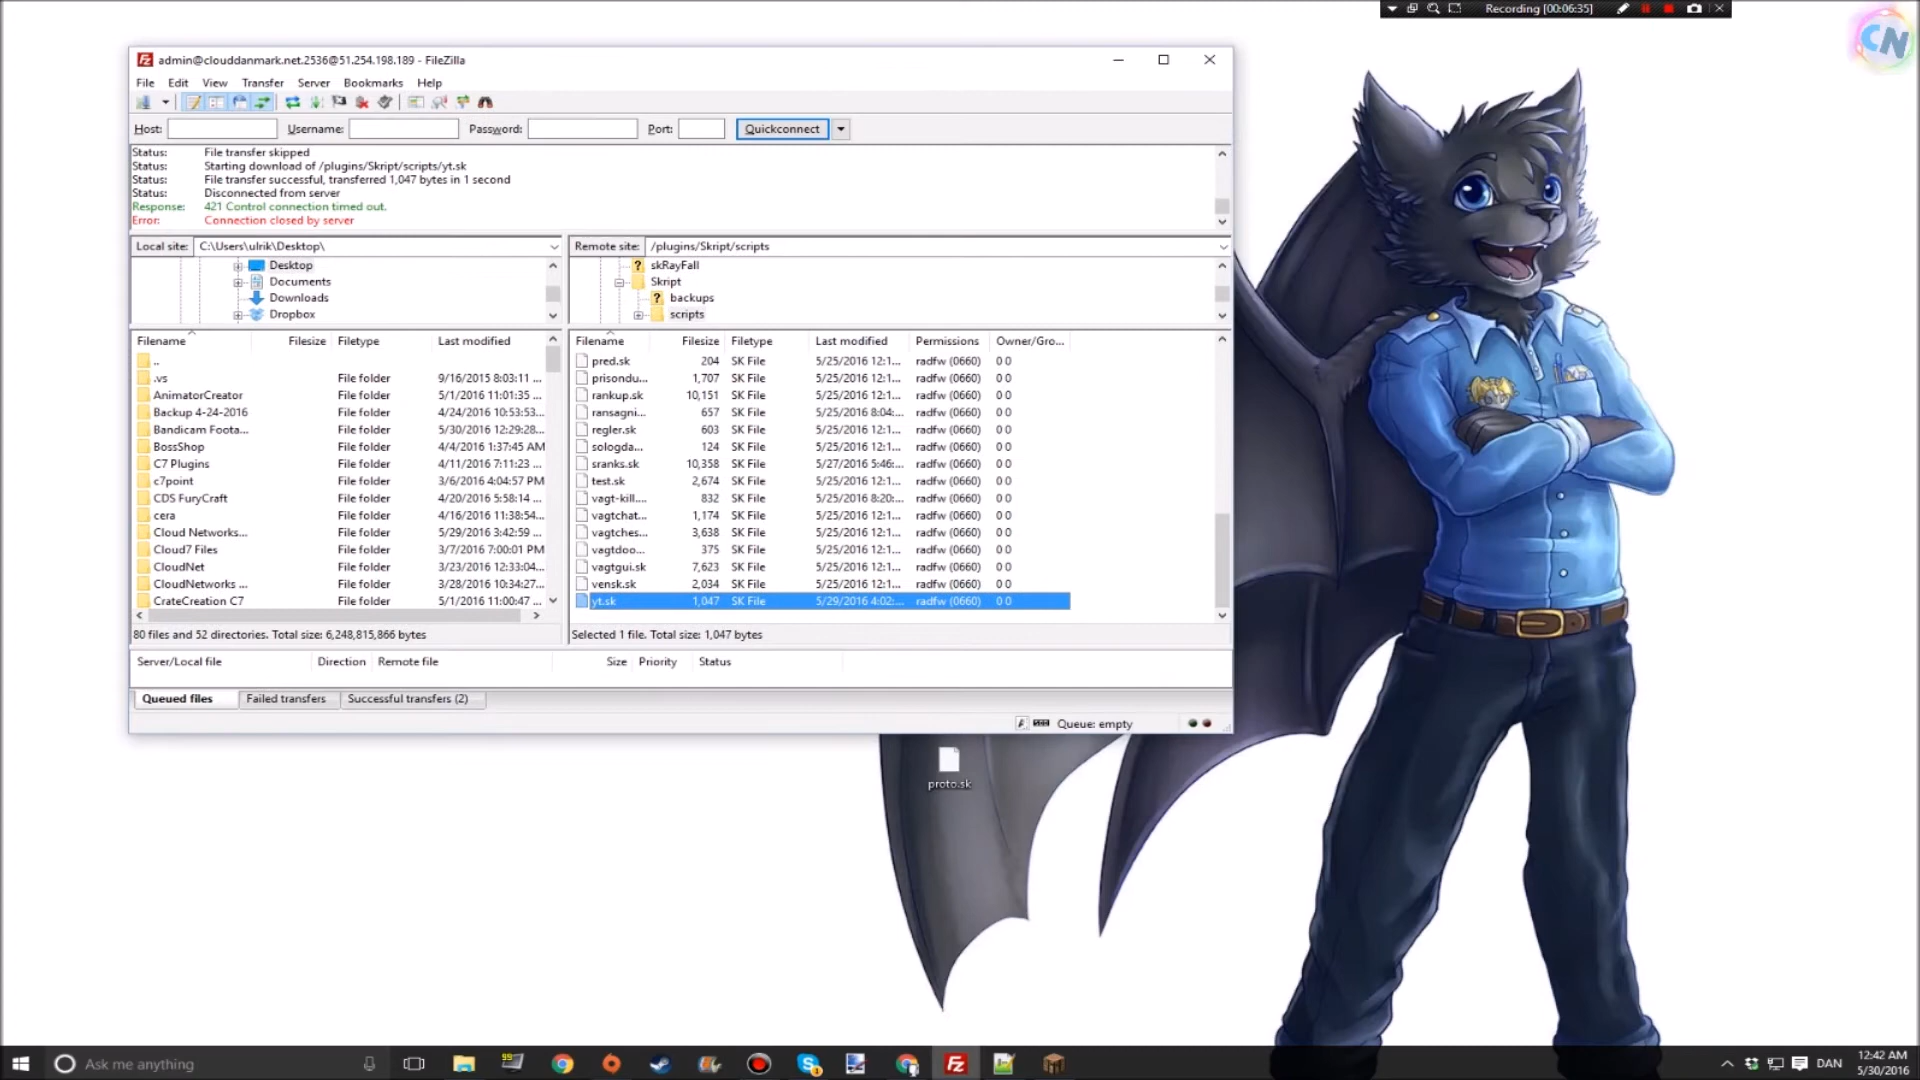 Recording [00:06:35]
CN
admin@clouddanmark.net.2536@51.254.198.189 - FileZilla
File Edit View Transfer Server Bookmarks Help
Host: Username: Password: Port: Quickconnect
Status: File transfer skipped
Status: Starting download of /plugins/Skript/scripts/yt.sk
Status: File transfer successful, transferred 1,047 bytes in 1 second
Status: Disconnected from server
Response: 421 Control connection timed out.
Error: Connection closed by server
Local site: C:\Users\ulrik\Desktop\
Desktop
Documents
Downloads
Dropbox
Remote site: /plugins/Skript/scripts
skRayFall
Skript
backups
scripts
Filename Filesize Filetype Last modified
..
.vs File folder 9/16/2015 8:03:11 ...
AnimatorCreator File folder 5/1/2016 11:01:35 ...
Backup 4-24-2016 File folder 4/24/2016 10:53:53...
Bandicam Foota... File folder 5/30/2016 12:29:28...
BossShop File folder 4/4/2016 1:37:45 AM
C7 Plugins File folder 4/11/2016 7:11:23 ...
c7point File folder 3/6/2016 4:04:57 PM
CDS FuryCraft File folder 4/20/2016 5:58:14 ...
cera File folder 4/16/2016 11:38:54...
Cloud Networks... File folder 5/29/2016 3:42:59 ...
Cloud7 Files File folder 3/7/2016 7:00:01 PM
CloudNet File folder 3/23/2016 12:33:04...
CloudNetworks ... File folder 3/28/2016 10:34:27...
CrateCreation C7 File folder 5/1/2016 11:00:47 ...
80 files and 52 directories. Total size: 6,248,815,866 bytes
Filename Filesize Filetype Last modified Permissions Owner/Gro...
pred.sk 204 SK File 5/25/2016 12:1... radfw (0660) 0 0
prisondu... 1,707 SK File 5/25/2016 12:1... radfw (0660) 0 0
rankup.sk 10,151 SK File 5/25/2016 12:1... radfw (0660) 0 0
ransagni... 657 SK File 5/25/2016 8:04:... radfw (0660) 0 0
regler.sk 603 SK File 5/25/2016 12:1... radfw (0660) 0 0
sologda... 124 SK File 5/25/2016 12:1... radfw (0660) 0 0
sranks.sk 10,358 SK File 5/27/2016 5:46:... radfw (0660) 0 0
test.sk 2,674 SK File 5/25/2016 12:1... radfw (0660) 0 0
vagt-kill.... 832 SK File 5/25/2016 8:20:... radfw (0660) 0 0
vagtchat... 1,174 SK File 5/25/2016 12:1... radfw (0660) 0 0
vagtches... 3,638 SK File 5/25/2016 12:1... radfw (0660) 0 0
vagtdoo... 375 SK File 5/25/2016 12:1... radfw (0660) 0 0
vagtgui.sk 7,623 SK File 5/25/2016 12:1... radfw (0660) 0 0
vensk.sk 2,034 SK File 5/25/2016 12:1... radfw (0660) 0 0
yt.sk 1,047 SK File 5/29/2016 4:02:... radfw (0660) 0 0
Selected 1 file. Total size: 1,047 bytes
Server/Local file Direction Remote file Size Priority Status
Queued files Failed transfers Successful transfers (2)
Queue: empty
proto.sk
Ask me anything
99
DAN
12:42 AM
5/30/2016